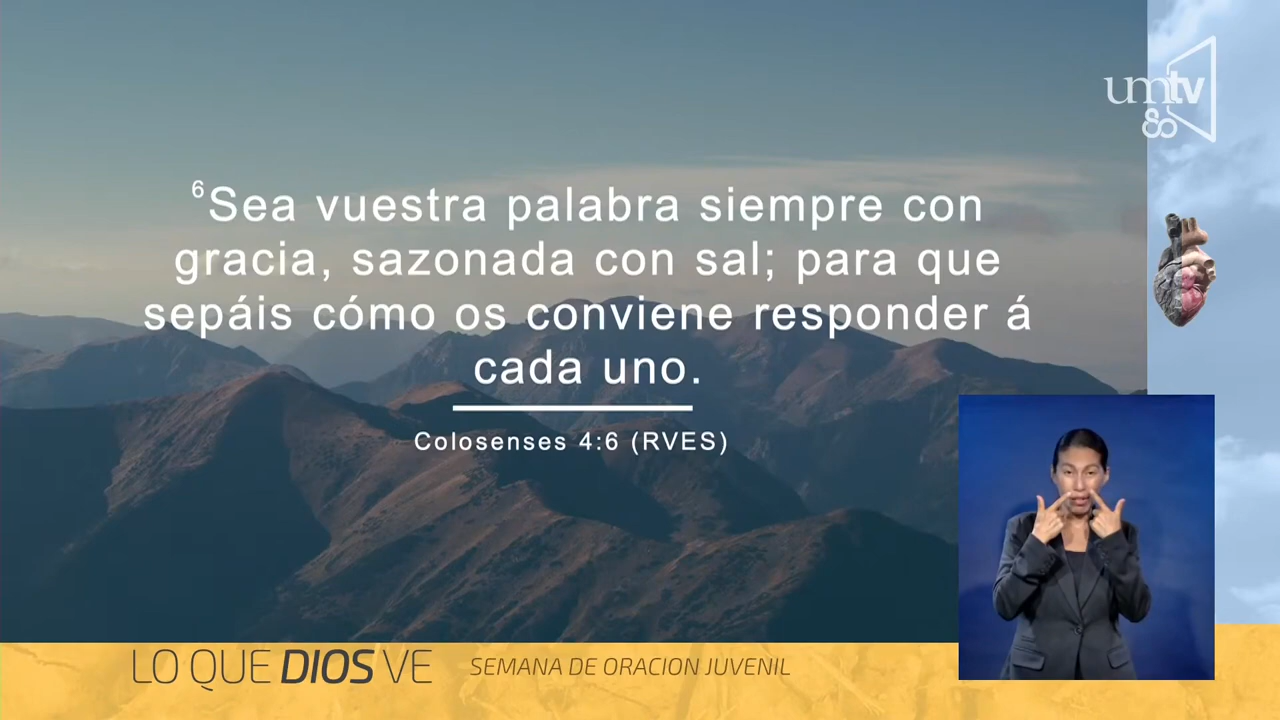 umtv
80
⁶Sea vuestra palabra siempre con
gracia, sazonada con sal; para que
sepáis cómo os conviene responder á
cada uno.
Colosenses 4:6 (RVES)
LO QUE DIOS VE
SEMANA DE ORACION JUVENIL